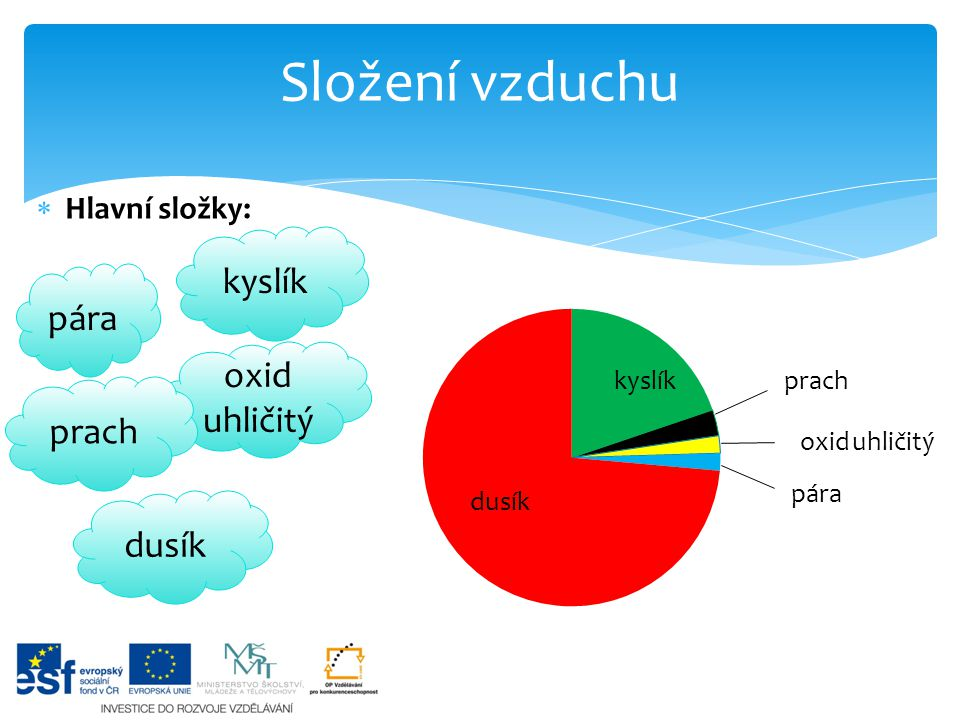 Složení vzduchu
Hlavní složky:
kyslík
pára
oxid
uhličitý
prach
dusík
kyslík
prach
oxid uhličitý
pára
dusík
esf
evropský
sociální
fond v ČR
EVROPSKÁ UNIE
MINISTERSTVO ŠKOLSTVÍ,
MLÁDEŽE A TĚLOVÝCHOVY
OP Vzdělávání
pro konkurenceschopnost
INVESTICE DO ROZVOJE VZDĚLÁVÁNÍ